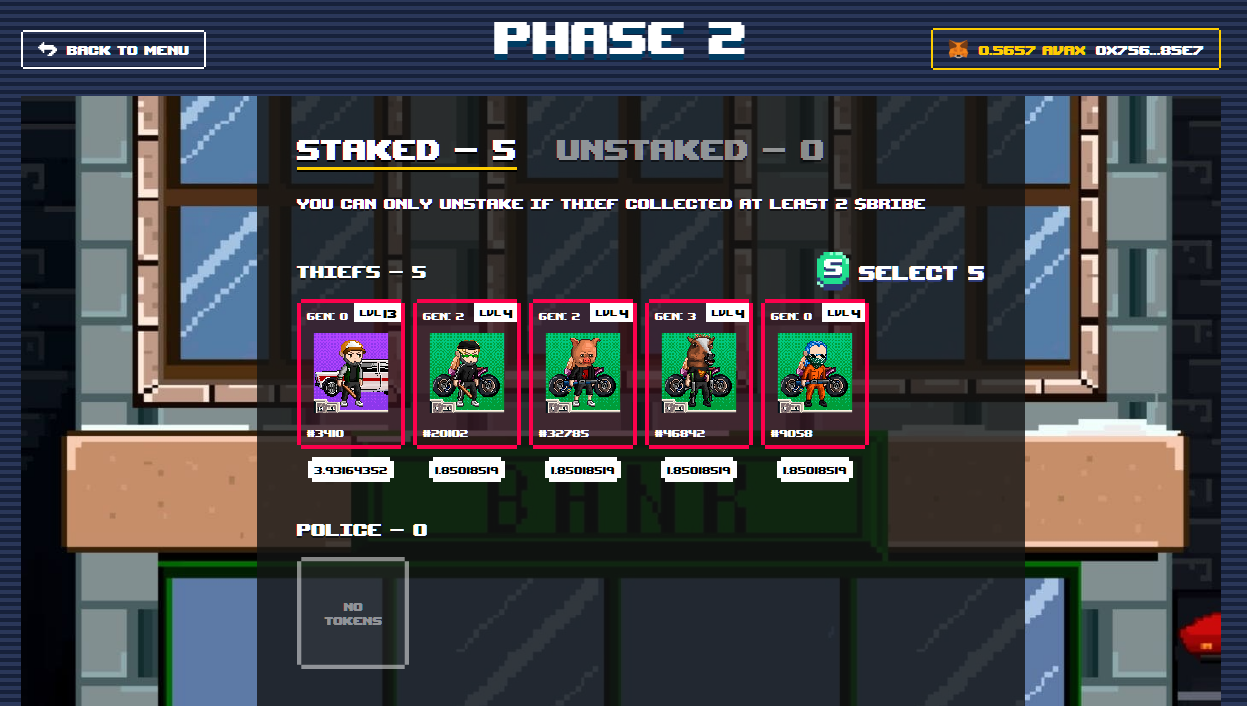 PHASE 2
BACK TO MENU
0.5657 AVAX 0X756...85E7
STAKED - 5 UNSTAKED - 0
YOU CAN ONLY UNSTAKE IF THIEF COLLECTED AT LEAST 2 $BRIBE
THIEFS - 5
S SELECT 5
GEN: 0 LVL 13
GEN: 2 LVL 4
GEN: 2 LVL 4
GEN: 3 LVL 4
GEN: 0 LVL 4
#3410
#20102
#32785
#46842
#9058
3.93164352
1.85018519
1.85018519
1.85018519
1.85018519
BANK
POLICE - 0
NO
TOKENS